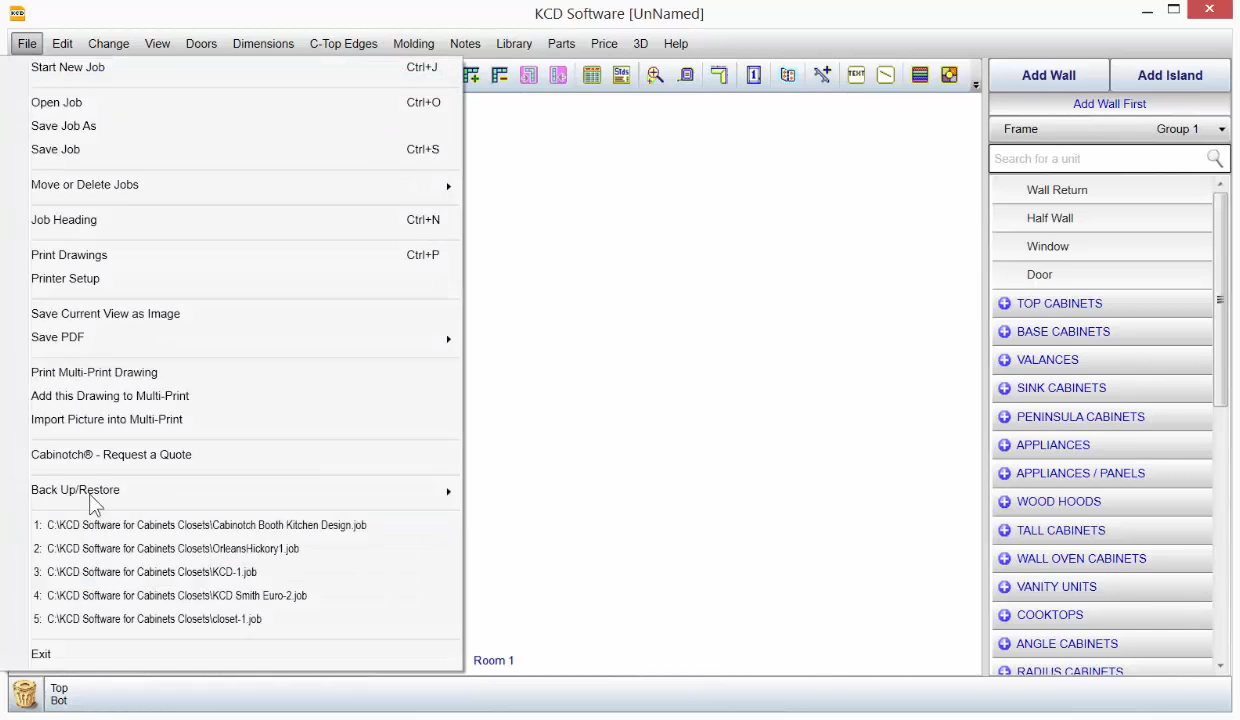 KCD
KCD Software [UnNamed]
File Edit Change View Doors Dimensions C-Top Edges Molding Notes Library Parts Price 3D Help
Start New Job Ctrl+J
Open Job Ctrl+O
Save Job As
Save Job Ctrl+S
Move or Delete Jobs
Job Heading Ctrl+N
Print Drawings Ctrl+P
Printer Setup
Save Current View as Image
Save PDF
Print Multi-Print Drawing
Add this Drawing to Multi-Print
Import Picture into Multi-Print
Cabinotch® - Request a Quote
Back Up/Restore
1: C:\KCD Software for Cabinets Closets\Cabinotch Booth Kitchen Design.job
2: C:\KCD Software for Cabinets Closets\OrleansHickory1.job
3: C:\KCD Software for Cabinets Closets\KCD-1.job
4: C:\KCD Software for Cabinets Closets\KCD Smith Euro-2.job
5: C:\KCD Software for Cabinets Closets\closet-1.job
Exit
Stds
1
TEXT
Add Wall Add Island
Add Wall First
Frame Group 1
Search for a unit
Wall Return
Half Wall
Window
Door
TOP CABINETS
BASE CABINETS
VALANCES
SINK CABINETS
PENINSULA CABINETS
APPLIANCES
APPLIANCES / PANELS
WOOD HOODS
TALL CABINETS
WALL OVEN CABINETS
VANITY UNITS
COOKTOPS
ANGLE CABINETS
RADIUS CABINETS
Room 1
Top
Bot